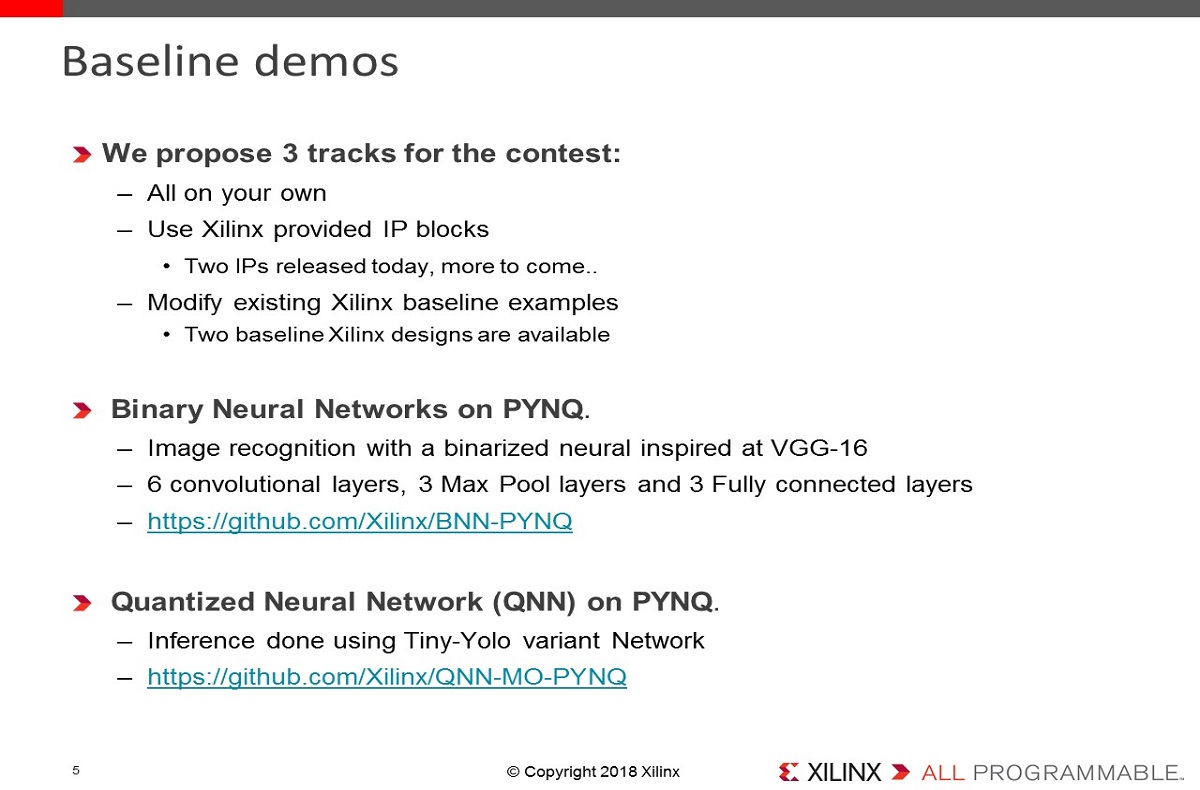 Baseline demos
We propose 3 tracks for the contest:
– All on your own
– Use Xilinx provided IP blocks
• Two IPs released today, more to come..
– Modify existing Xilinx baseline examples
• Two baseline Xilinx designs are available
Binary Neural Networks on PYNQ.
– Image recognition with a binarized neural inspired at VGG-16
– 6 convolutional layers, 3 Max Pool layers and 3 Fully connected layers
– https://github.com/Xilinx/BNN-PYNQ
Quantized Neural Network (QNN) on PYNQ.
– Inference done using Tiny-Yolo variant Network
– https://github.com/Xilinx/QNN-MO-PYNQ
5
© Copyright 2018 Xilinx
XILINX ALL PROGRAMMABLE™